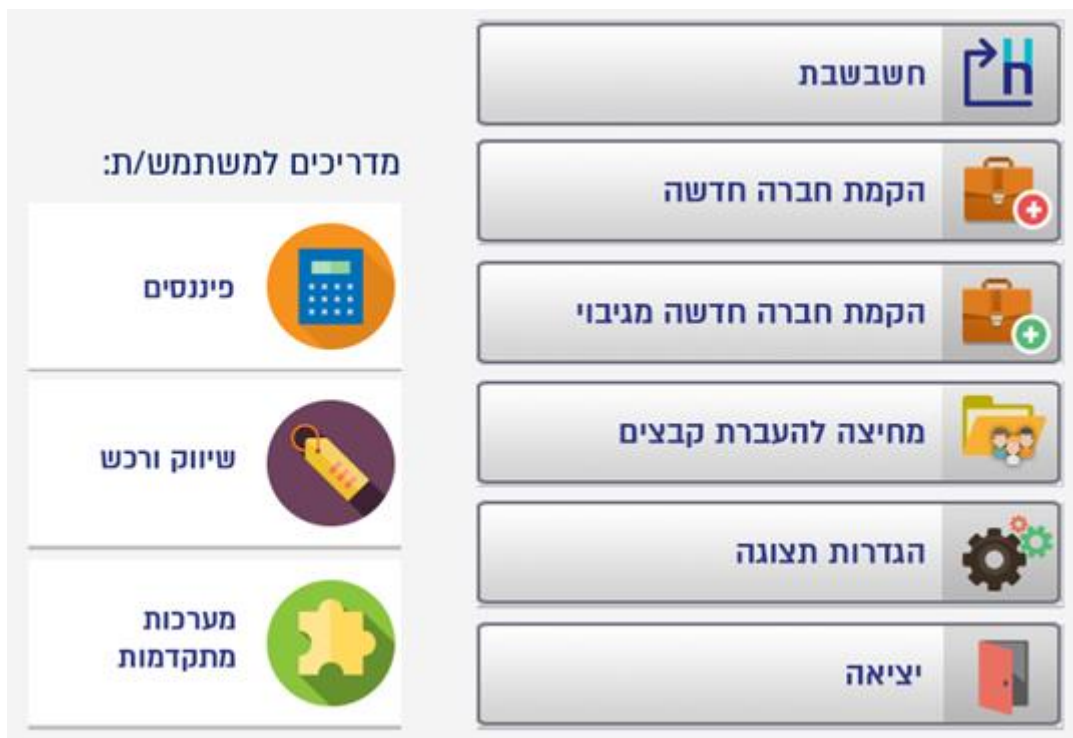 חשבשבת
הקמת חברה חדשה
הקמת חברה חדשה מגיבוי
מחיצה להעברת קבצים
הגדרות תצוגה
יציאה
מדריכים למשתמש/ת:
פיננסים
שיווק ורכש
מערכות
מתקדמות